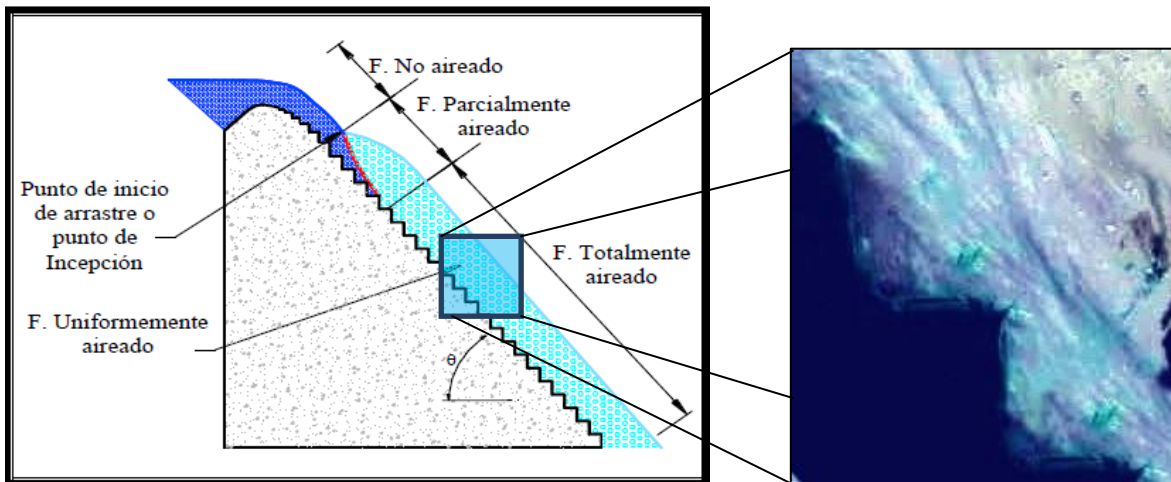 F. No aireado
F. Parcialmente
aireado
Punto de inicio
de arrastre o
punto de
Incepción
F. Totalmente
aireado
F. Uniformemente
aireado
θ